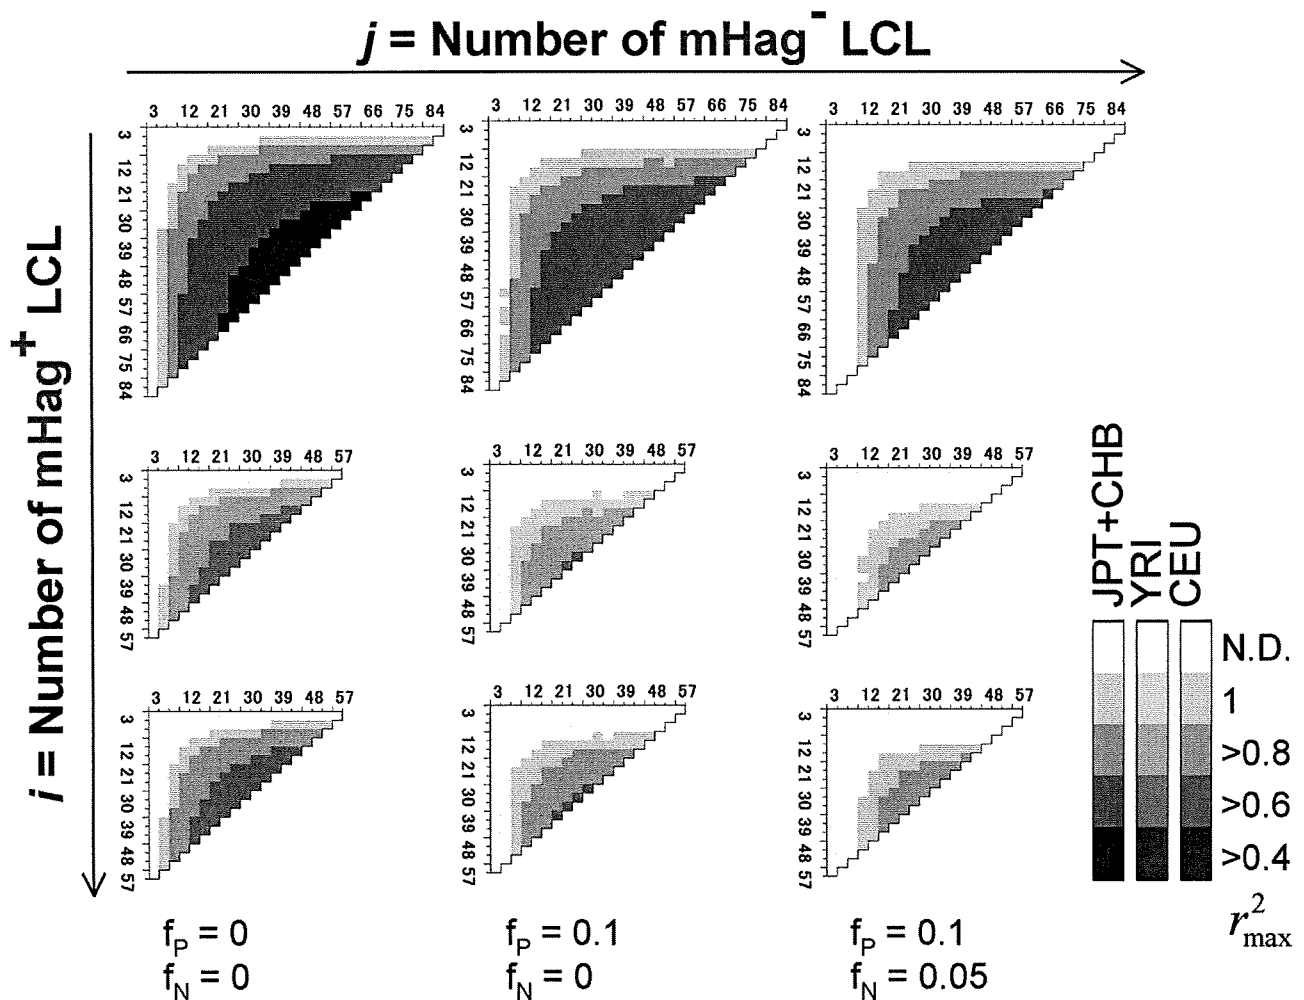 j = Number of mHag⁻ LCL
i = Number of mHag⁺ LCL
3 12 21 30 39 48 57 66 75 84
3 12 21 30 39 48 57 66 75 84
3 12 21 30 39 48 57 66 75 84
3 12 21 30 39 48 57 66 75 84
3 12 21 30 39 48 57 66 75 84
3 12 21 30 39 48 57 66 75 84
3 12 21 30 39 48 57
3 12 21 30 39 48 57
3 12 21 30 39 48 57
3 12 21 30 39 48 57
3 12 21 30 39 48 57
3 12 21 30 39 48 57
3 12 21 30 39 48 57
3 12 21 30 39 48 57
3 12 21 30 39 48 57
3 12 21 30 39 48 57
3 12 21 30 39 48 57
3 12 21 30 39 48 57
JPT+CHB
YRI
CEU
N.D.
1
>0.8
>0.6
>0.4
r²max
fP = 0
fN = 0
fP = 0.1
fN = 0
fP = 0.1
fN = 0.05